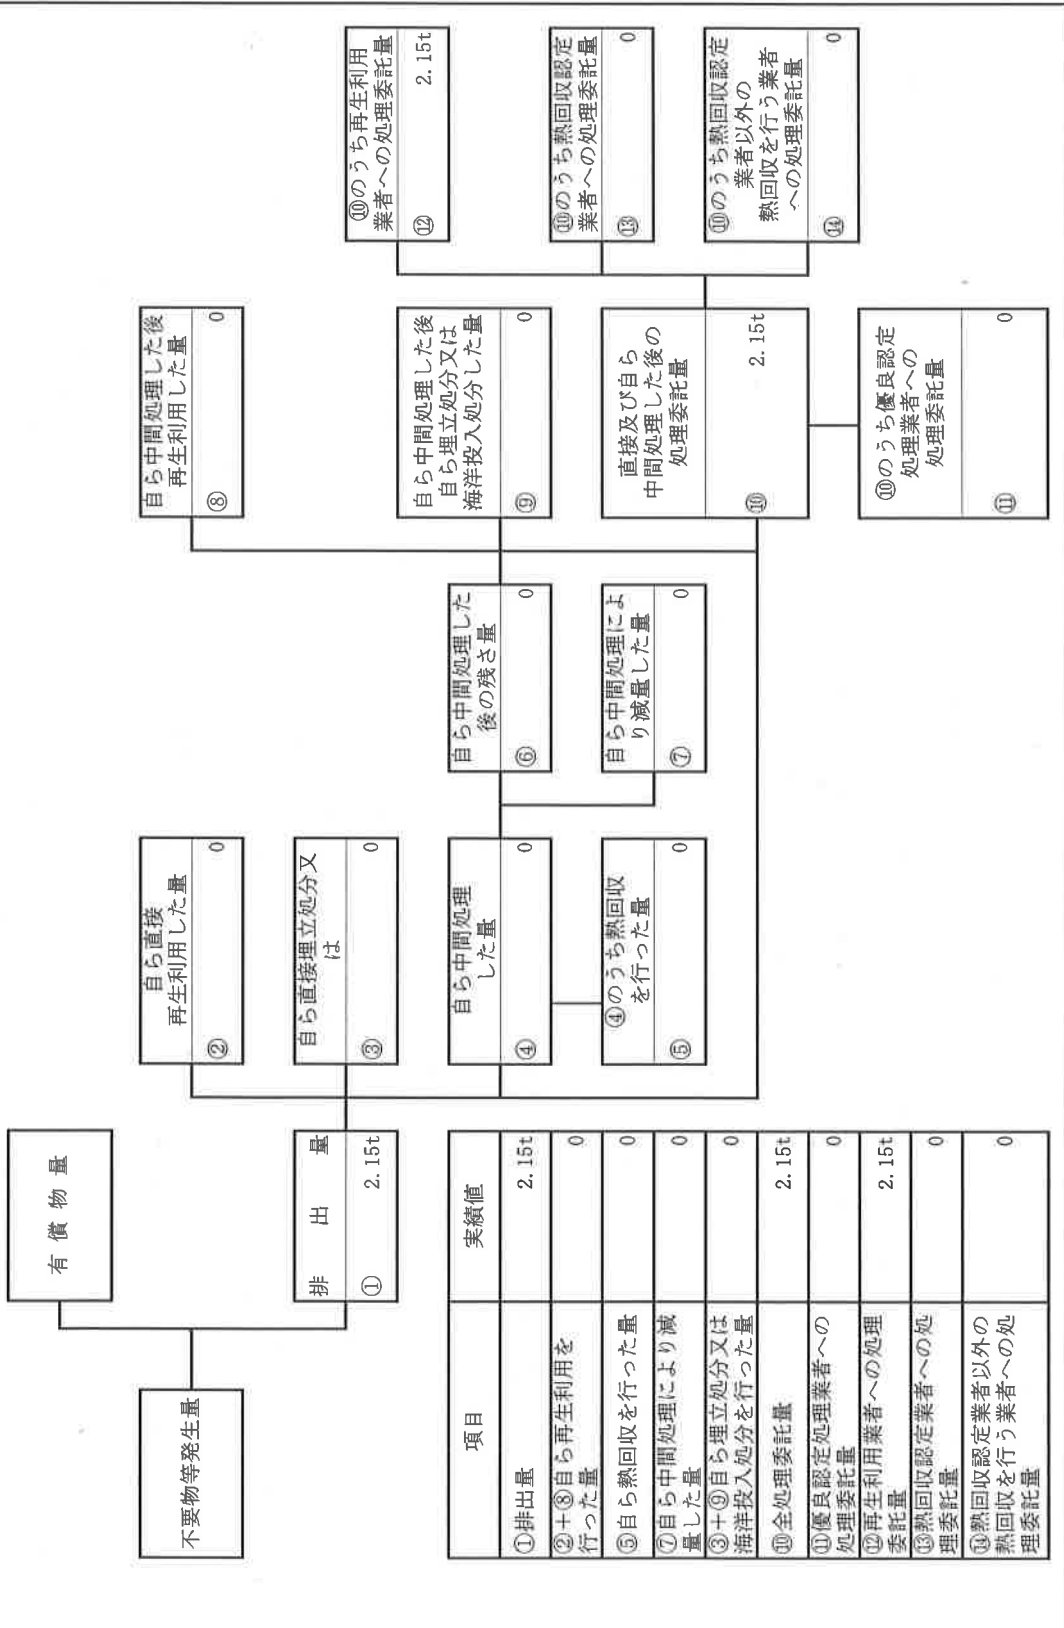 不要物等発生量
有償物量
排出量
① 2.15t
自ら直接
再生利用した量
② 0
自ら直接埋立処分又
は
③ 0
自ら中間処理
した量
④ 0
④のうち熱回収
を行った量
⑤ 0
自ら中間処理した
後の残さ量
⑥ 0
自ら中間処理によ
り減量した量
⑦ 0
自ら中間処理した後
再生利用した量
⑧ 0
自ら中間処理した後
自ら埋立処分又は
海洋投入処分した量
⑨ 0
直接及び自ら
中間処理した後の
処理委託量
⑩ 2.15t
⑩のうち優良認定
処理業者への
処理委託量
⑪ 0
⑩のうち再生利用
業者への処理委託量
⑫ 2.15t
⑩のうち熱回収認定
業者への処理委託量
⑬ 0
⑩のうち熱回収認定
業者以外の
熱回収を行う業者
への処理委託量
⑭ 0
項目 実績値
①排出量 2.15t
②+⑧自ら再生利用を 0
行った量
⑤自ら熱回収を行った量 0
⑦自ら中間処理により減 0
量した量
③+⑨自ら埋立処分又は 0
海洋投入処分を行った量
⑩全処理委託量 2.15t
⑪優良認定処理業者への 0
処理委託量
⑫再生利用業者への処理 2.15t
委託量
⑬熱回収認定業者への処 0
理委託量
⑭熱回収認定業者以外の 0
熱回収を行う業者への処
理委託量